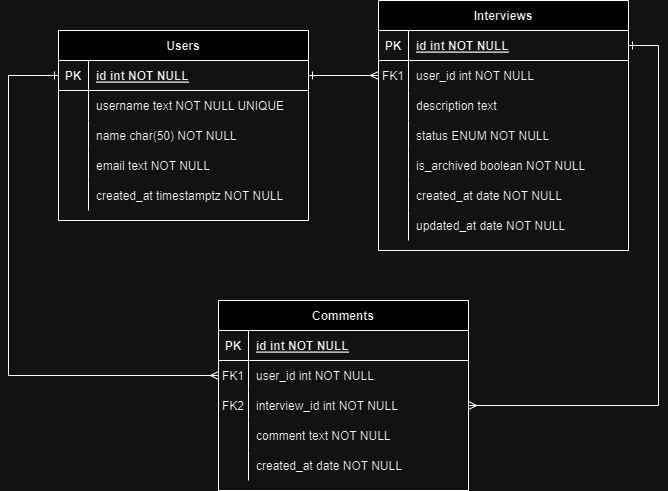 Users
PK id int NOT NULL
username text NOT NULL UNIQUE
name char(50) NOT NULL
email text NOT NULL
created_at timestamptz NOT NULL
Interviews
PK id int NOT NULL
FK1 user_id int NOT NULL
description text
status ENUM NOT NULL
is_archived boolean NOT NULL
created_at date NOT NULL
updated_at date NOT NULL
Comments
PK id int NOT NULL
FK1 user_id int NOT NULL
FK2 interview_id int NOT NULL
comment text NOT NULL
created_at date NOT NULL